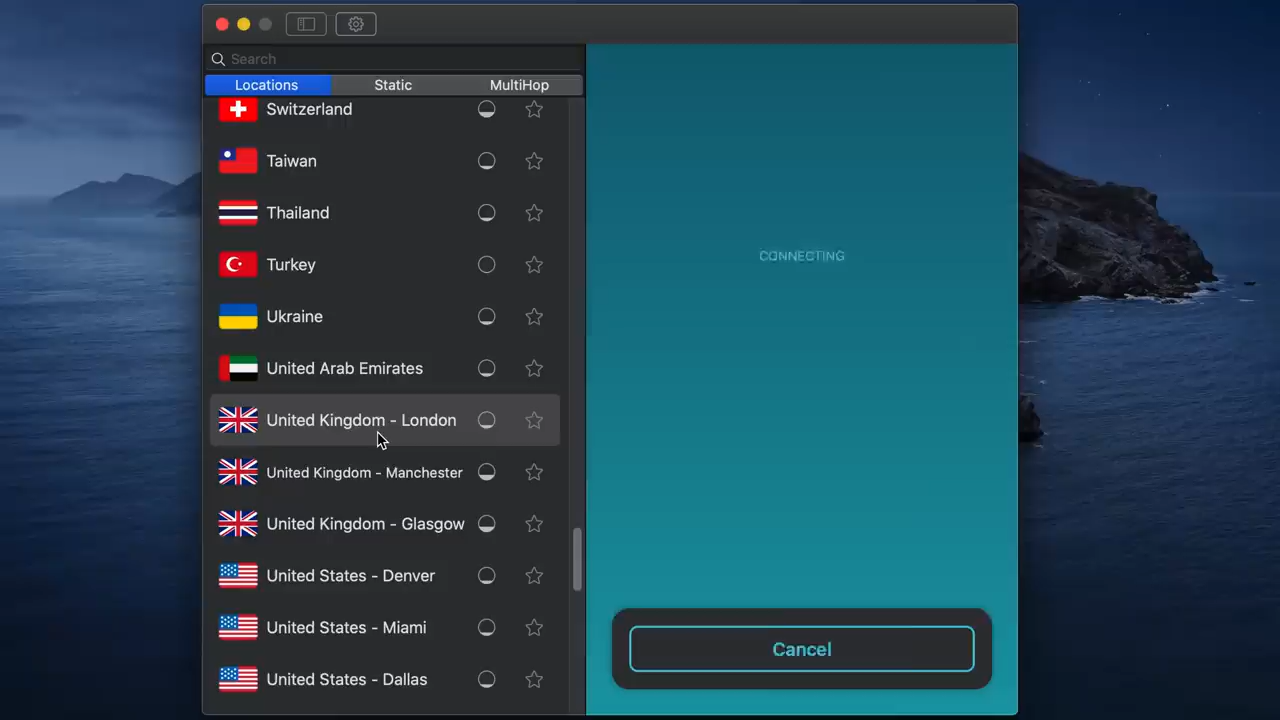 Search
Locations
Static
MultiHop
Switzerland
Taiwan
Thailand
Turkey
Ukraine
United Arab Emirates
United Kingdom - London
United Kingdom - Manchester
United Kingdom - Glasgow
United States - Denver
United States - Miami
United States - Dallas
CONNECTING
Cancel